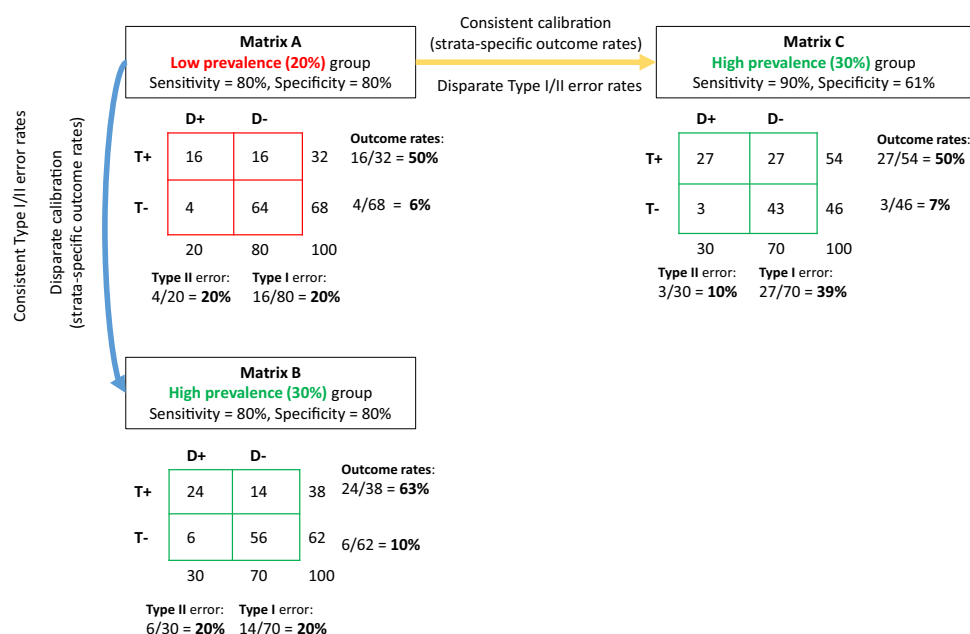 Matrix A
Low prevalence (20%) group
Sensitivity = 80%, Specificity = 80%
Consistent calibration
(strata-specific outcome rates)
Disparate Type I/II error rates
Matrix C
High prevalence (30%) group
Sensitivity = 90%, Specificity = 61%
Consistent Type I/II error rates
Disparate calibration
(strata-specific outcome rates)
D+ D-
T+ 16 16 32
T- 4 64 68
20 80 100
Outcome rates:
16/32 = 50%
4/68 = 6%
Type II error:
4/20 = 20%
Type I error:
16/80 = 20%
D+ D-
T+ 27 27 54
T- 3 43 46
30 70 100
Outcome rates:
27/54 = 50%
3/46 = 7%
Type II error:
3/30 = 10%
Type I error:
27/70 = 39%
Matrix B
High prevalence (30%) group
Sensitivity = 80%, Specificity = 80%
D+ D-
T+ 24 14 38
T- 6 56 62
30 70 100
Outcome rates:
24/38 = 63%
6/62 = 10%
Type II error:
6/30 = 20%
Type I error:
14/70 = 20%